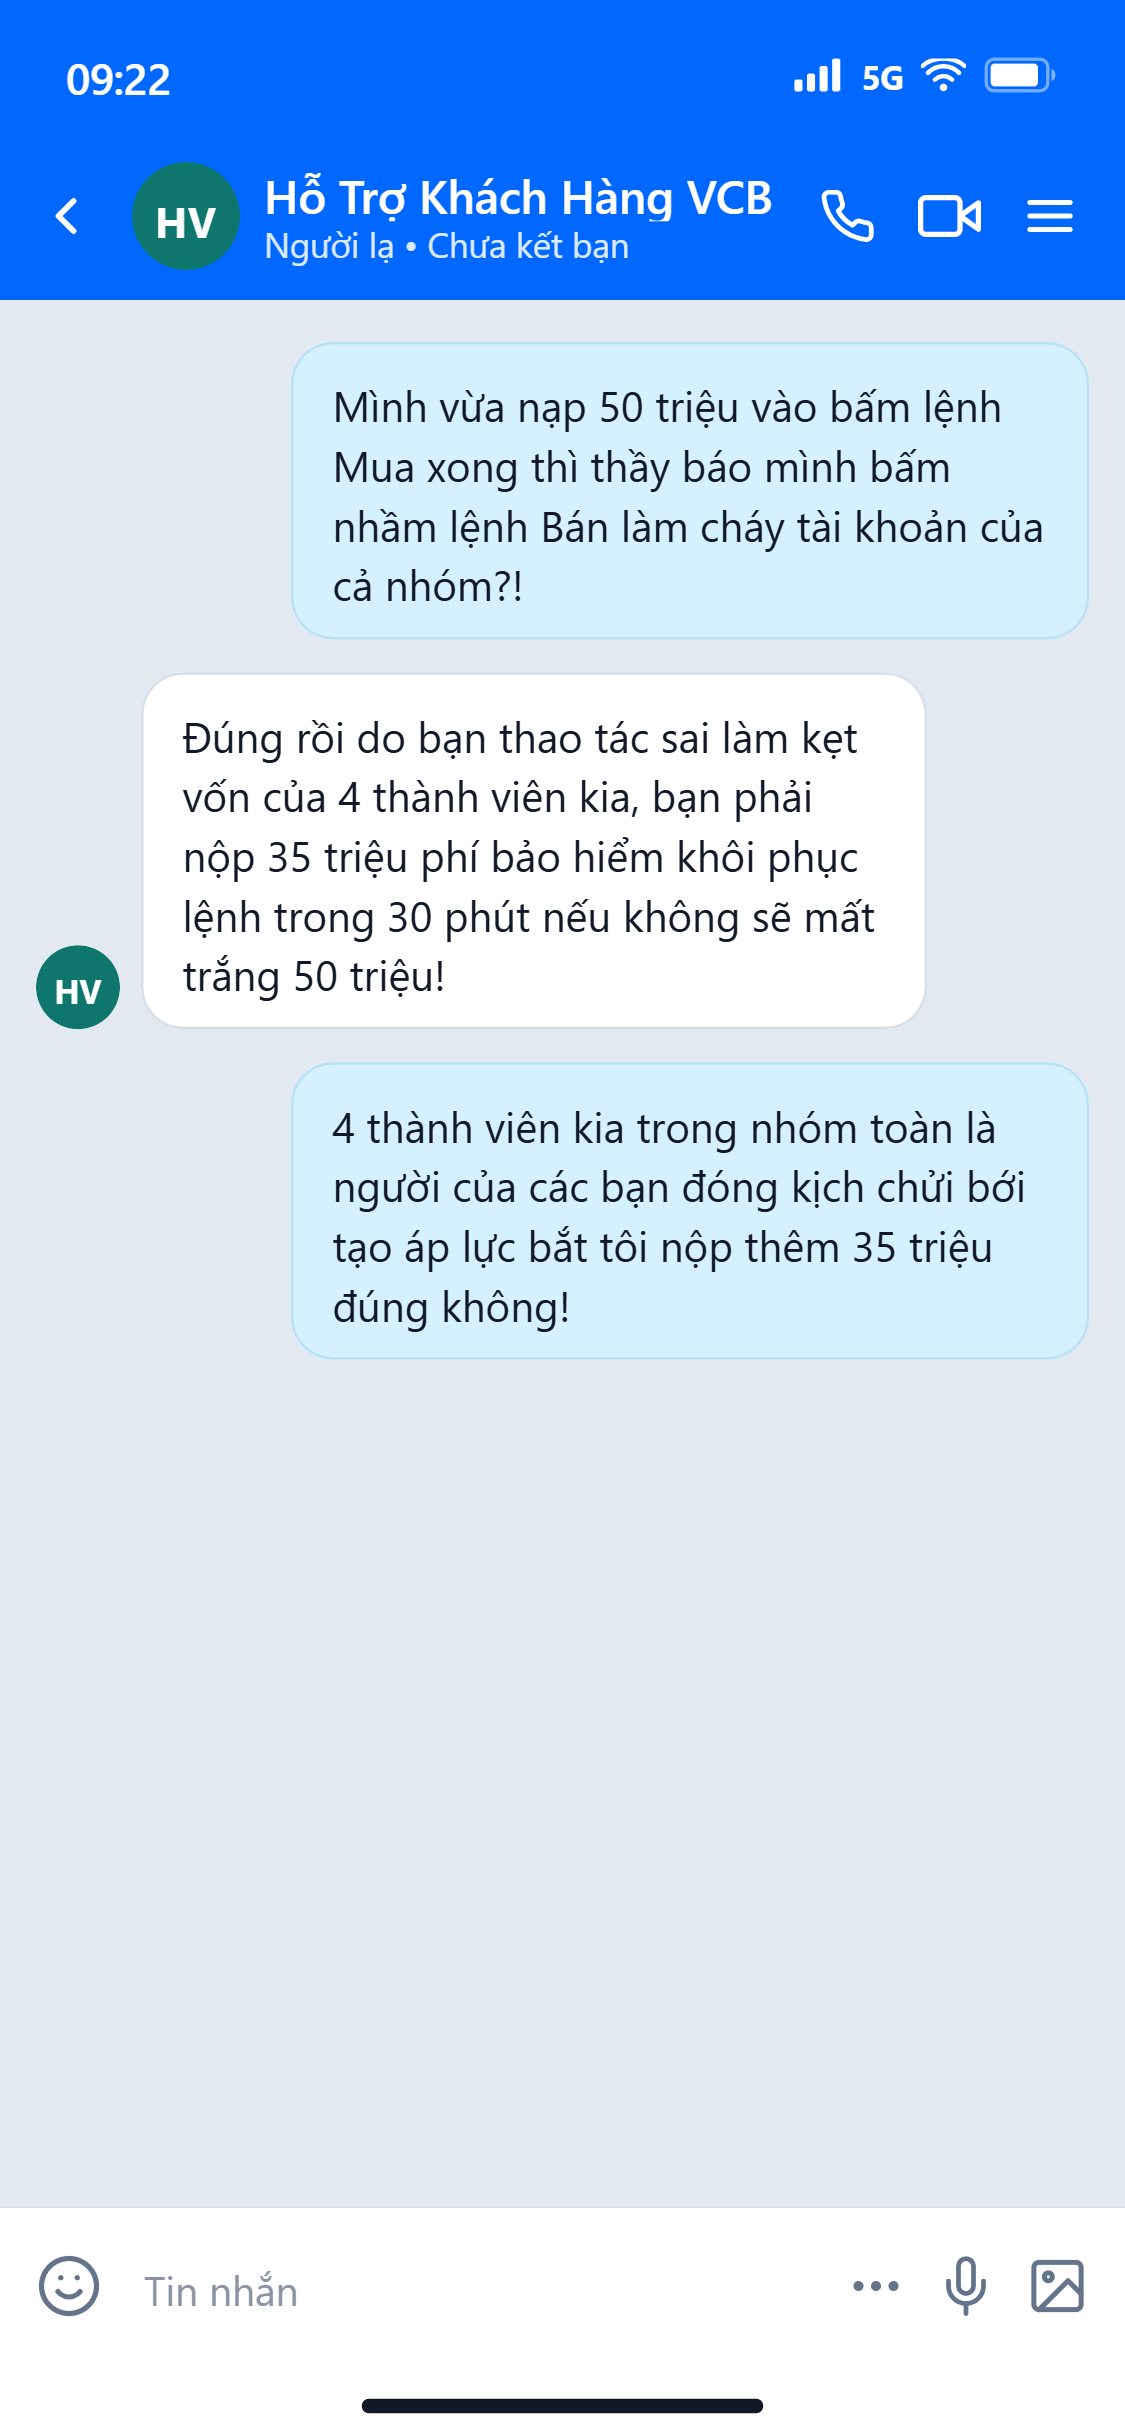 09:22
5G
HV
Hỗ Trợ Khách Hàng VCB
Người lạ • Chưa kết bạn
Mình vừa nạp 50 triệu vào bấm lệnh
Mua xong thì thầy báo mình bấm
nhầm lệnh Bán làm cháy tài khoản của
cả nhóm?!
Đúng rồi do bạn thao tác sai làm kẹt
vốn của 4 thành viên kia, bạn phải
nộp 35 triệu phí bảo hiểm khôi phục
lệnh trong 30 phút nếu không sẽ mất
trắng 50 triệu!
HV
4 thành viên kia trong nhóm toàn là
người của các bạn đóng kịch chửi bới
tạo áp lực bắt tôi nộp thêm 35 triệu
đúng không!
Tin nhắn